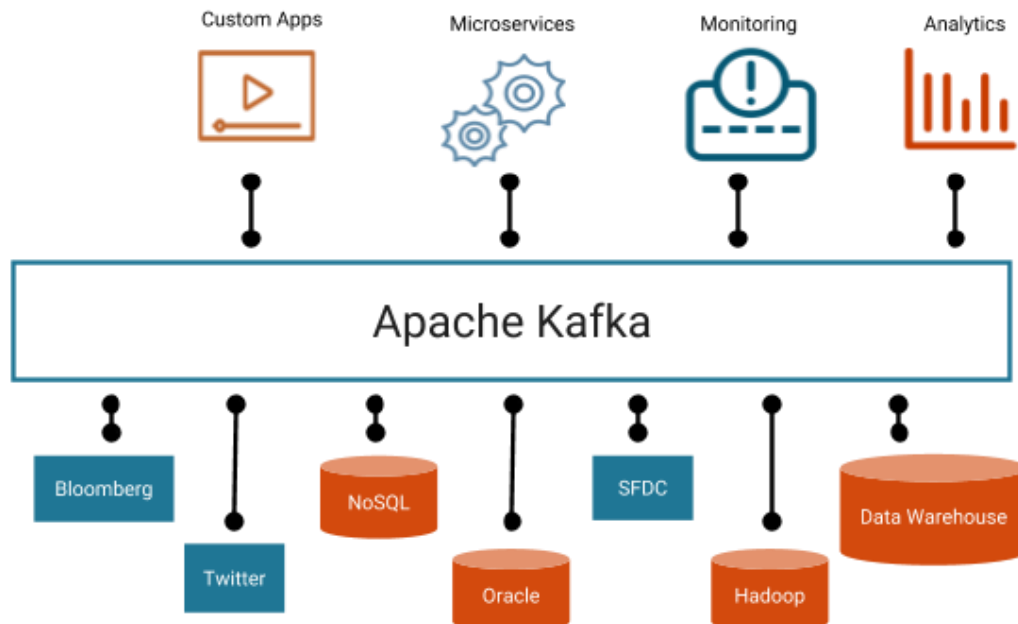 Custom Apps
Microservices
Monitoring
Analytics
Apache Kafka
Bloomberg
NoSQL
SFDC
Data Warehouse
Twitter
Oracle
Hadoop